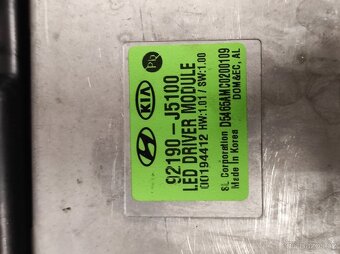 Pb
KIA
92190-J5100
LED DRIVER MODULE
00194412 HW:1.01 / SW:1.00
SL Corporation
Made in Korea
DOM&EC, AL